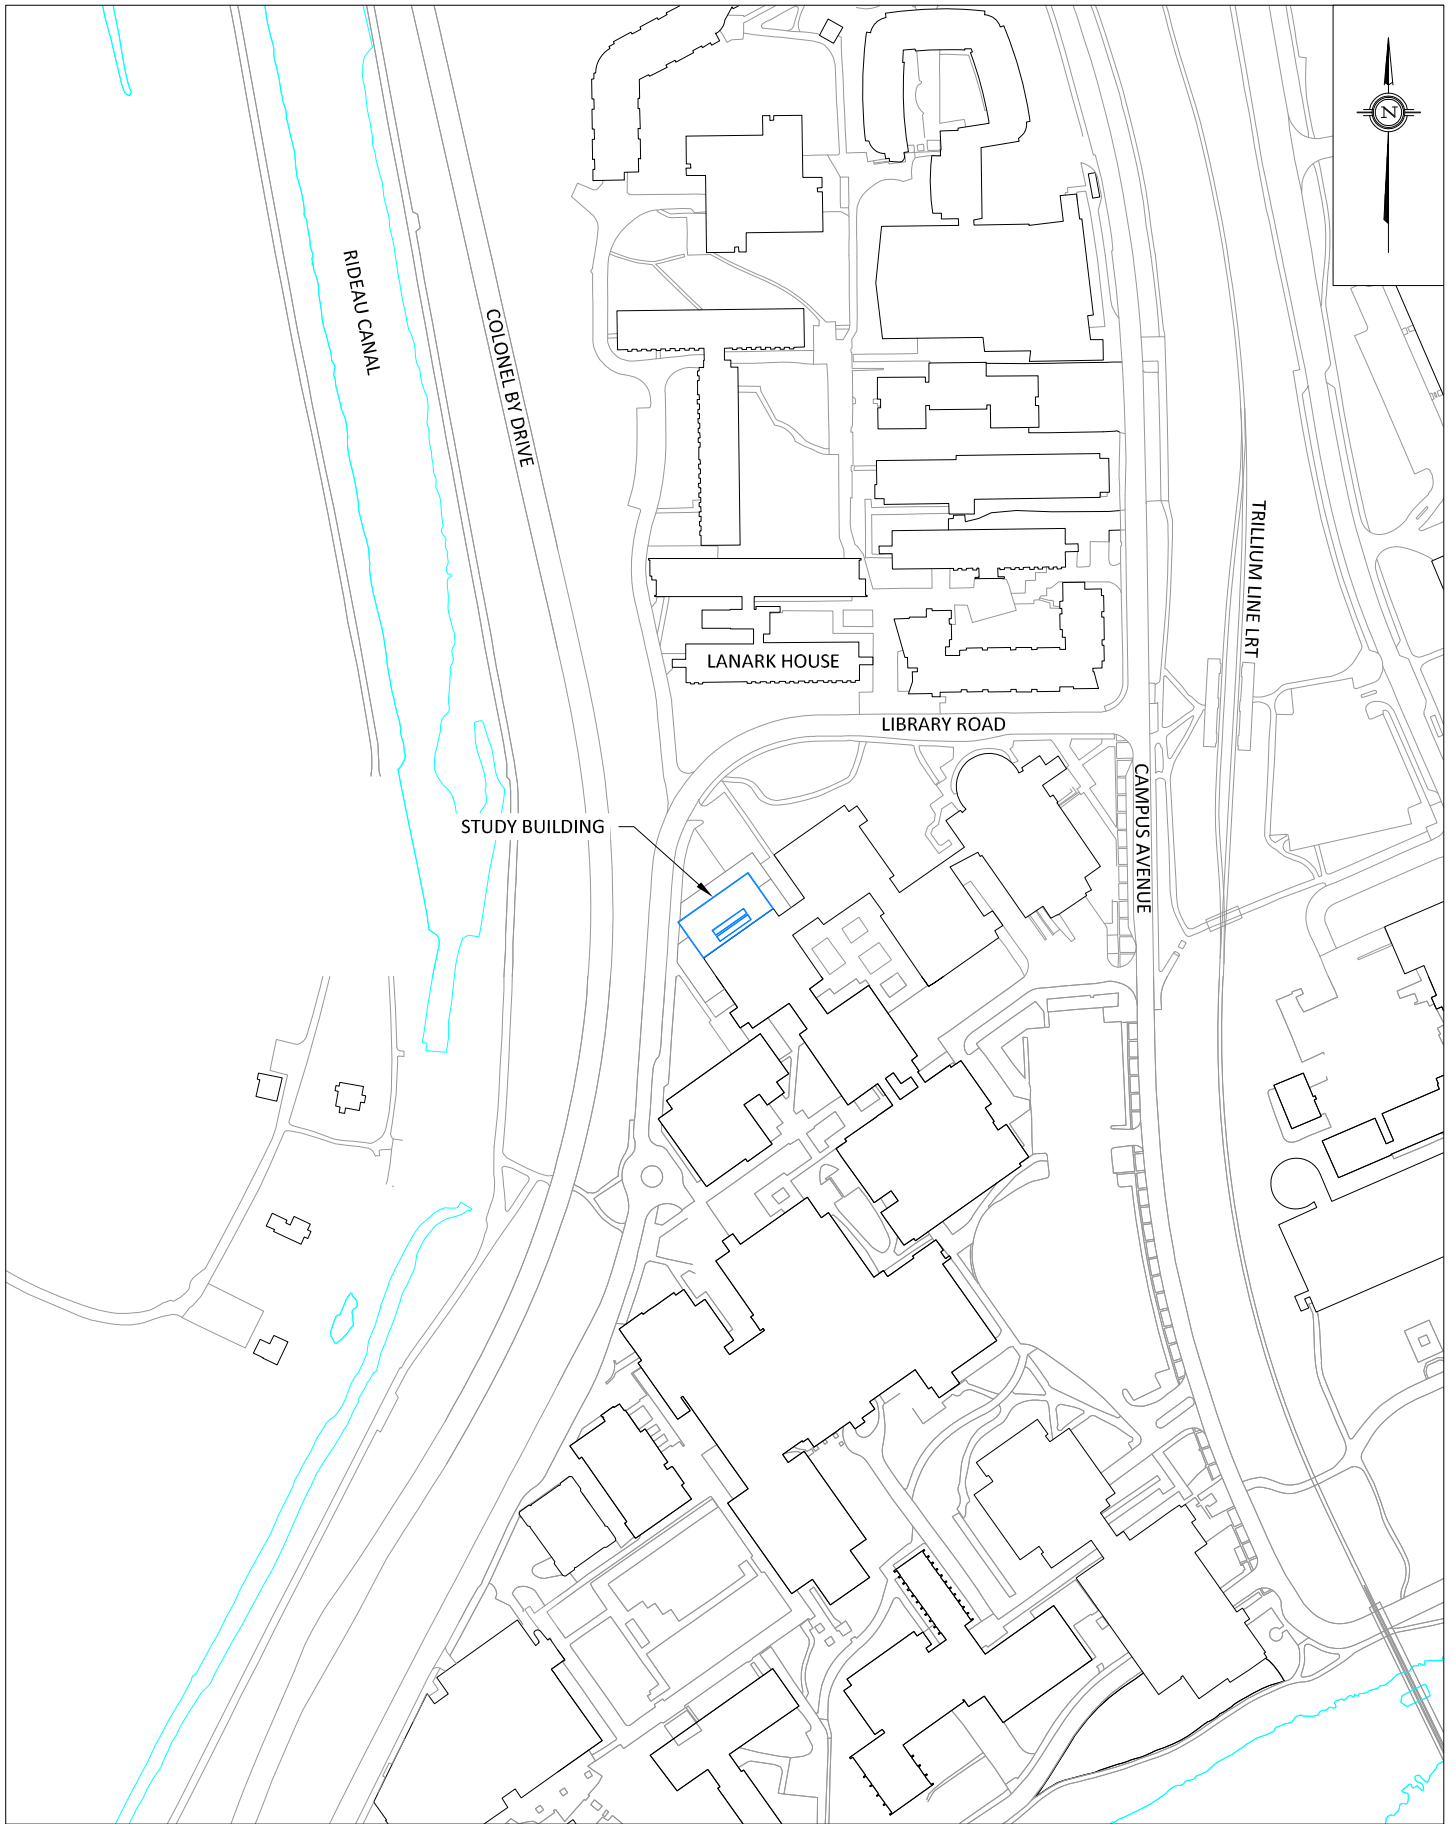 N
RIDEAU CANAL
COLONEL BY DRIVE
TRILLIUM LINE LRT
LANARK HOUSE
LIBRARY ROAD
CAMPUS AVENUE
STUDY BUILDING